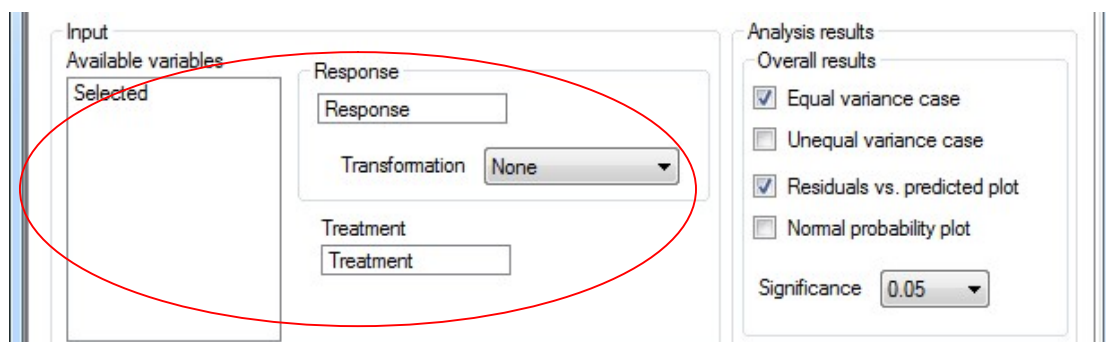 Input
Available variables
Selected
Response
Response
Transformation None
Treatment
Treatment
Analysis results
Overall results
Equal variance case
Unequal variance case
Residuals vs. predicted plot
Normal probability plot
Significance 0.05